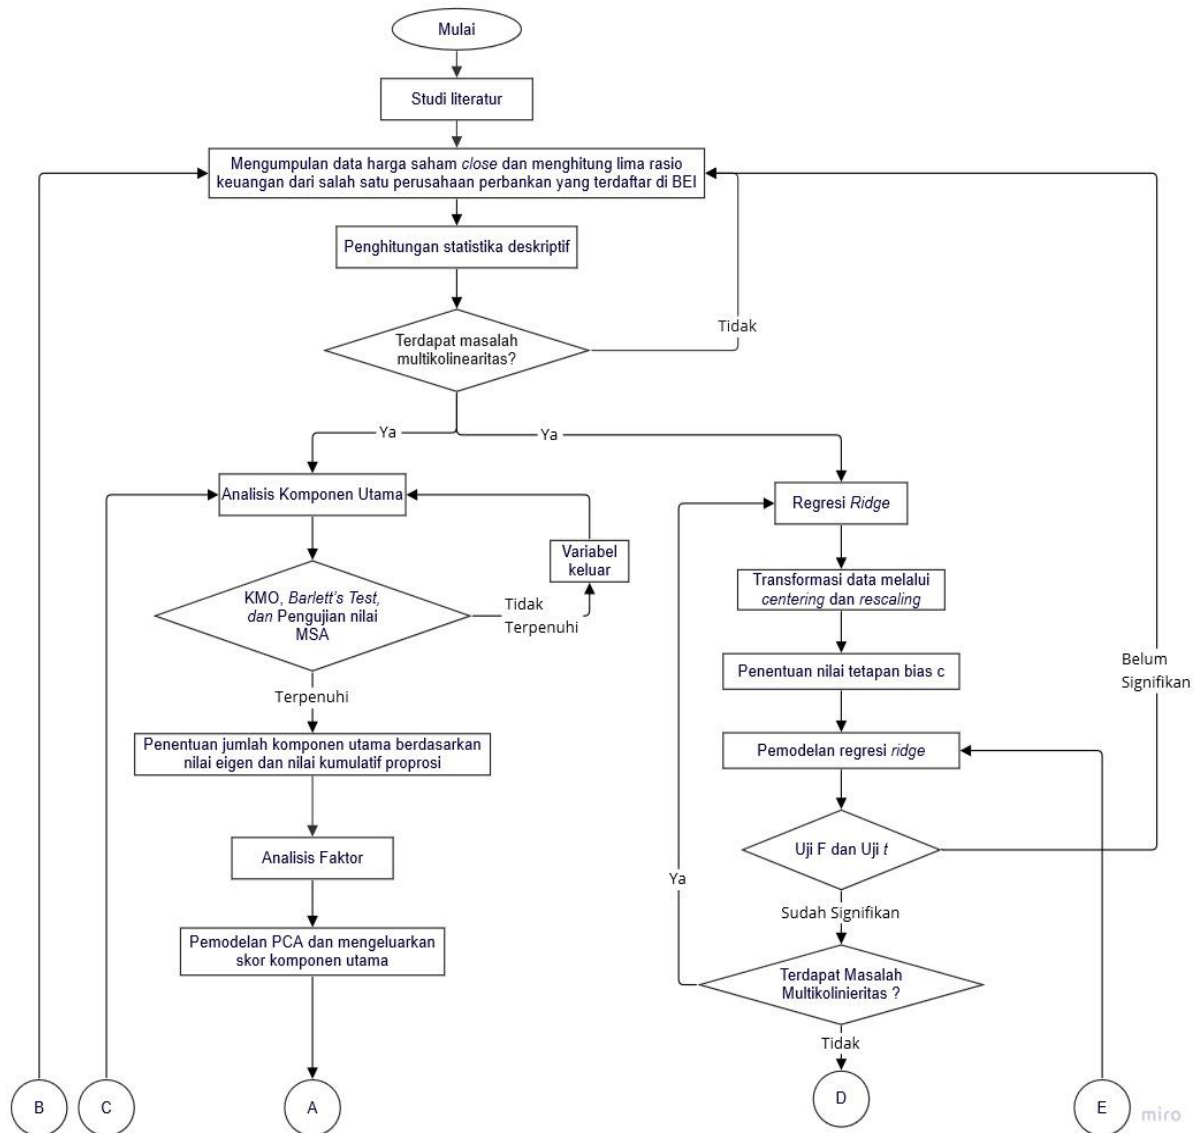 Mulai
Studi literatur
Mengumpulan data harga saham close dan menghitung lima rasio
keuangan dari salah satu perusahaan perbankan yang terdaftar di BEI
Penghitungan statistika deskriptif
Terdapat masalah
multikolinearitas?
Tidak
Ya
Ya
Analisis Komponen Utama
Regresi Ridge
Variabel
keluar
KMO, Barlett's Test,
dan Pengujian nilai
MSA
Tidak
Terpenuhi
Transformasi data melalui
centering dan rescaling
Terpenuhi
Penentuan nilai tetapan bias c
Belum
Signifikan
Penentuan jumlah komponen utama berdasarkan
nilai eigen dan nilai kumulatif proprosi
Pemodelan regresi ridge
Analisis Faktor
Uji F dan Uji t
Ya
Sudah Signifikan
Pemodelan PCA dan mengeluarkan
skor komponen utama
Terdapat Masalah
Multikolinieritas ?
Tidak
B
C
A
D
E
miro